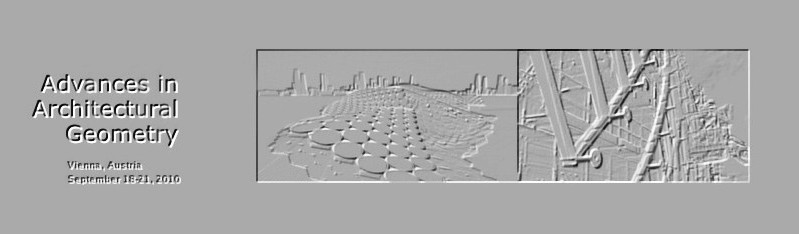 Advances in
Architectural
Geometry
Vienna, Austria
September 18-21, 2010